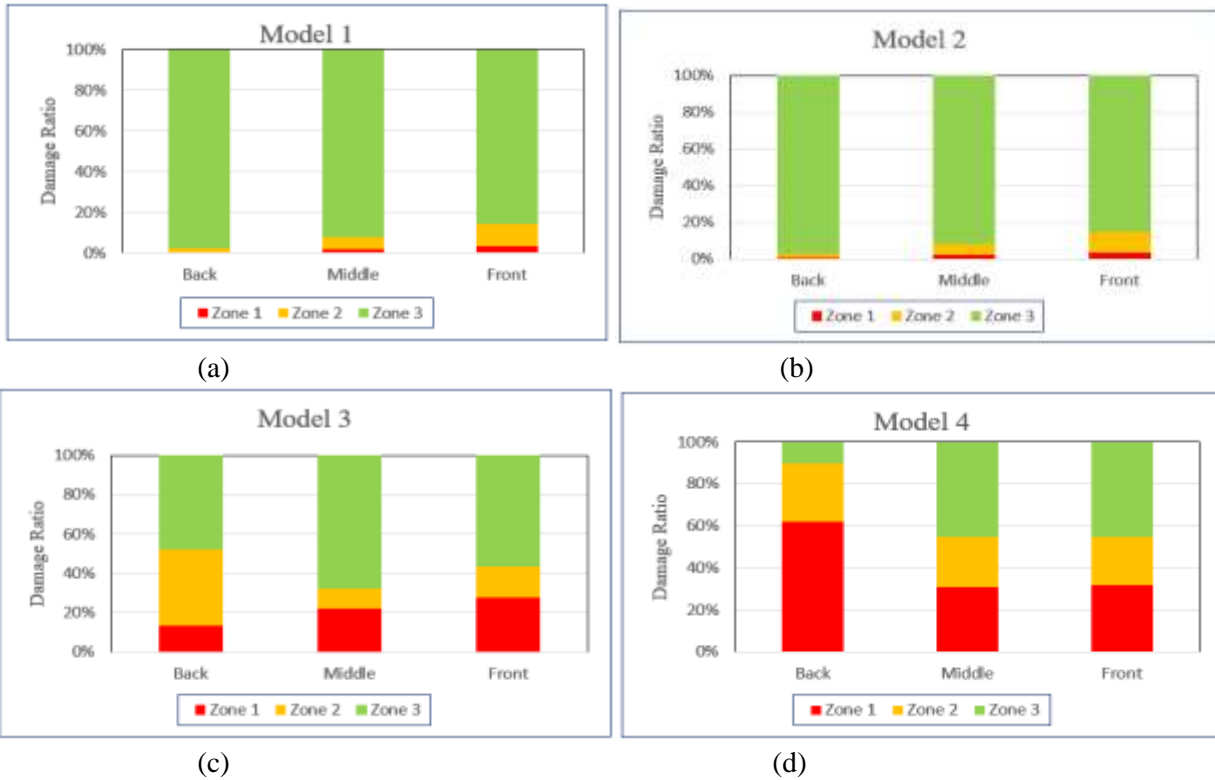 Model 1
100%
80%
60%
40%
20%
0%
Damage Ratio
Back Middle Front
Zone 1 Zone 2 Zone 3
(a)
Model 2
100%
80%
60%
40%
20%
0%
Damage Ratio
Back Middle Front
Zone 1 Zone 2 Zone 3
(b)
Model 3
100%
80%
60%
40%
20%
0%
Damage Ratio
Back Middle Front
Zone 1 Zone 2 Zone 3
(c)
Model 4
100%
80%
60%
40%
20%
0%
Damage Ratio
Back Middle Front
Zone 1 Zone 2 Zone 3
(d)